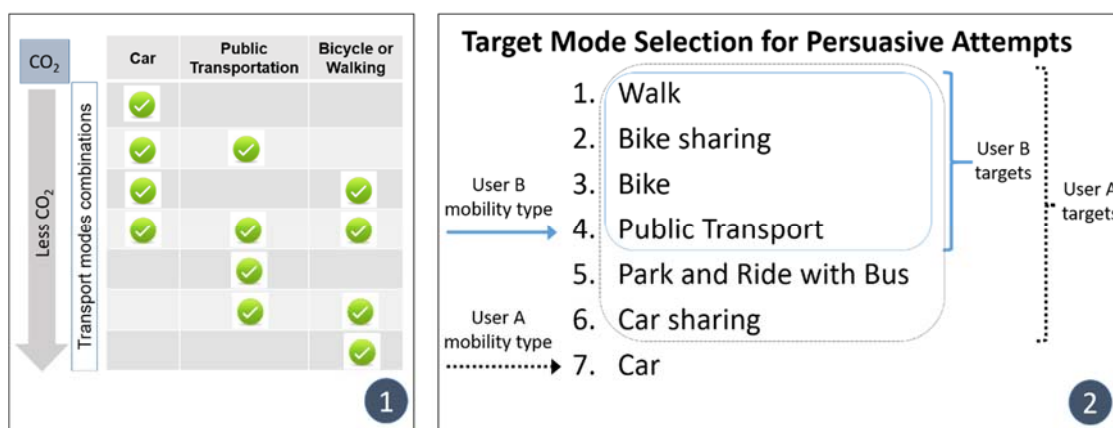 CO₂
Car
Public
Transportation
Bicycle or
Walking
Less CO₂
Transport modes combinations
1
Target Mode Selection for Persuasive Attempts
1. Walk
2. Bike sharing
3. Bike
4. Public Transport
5. Park and Ride with Bus
6. Car sharing
7. Car
User B
mobility type
User A
mobility type
User B
targets
User A
targets
2